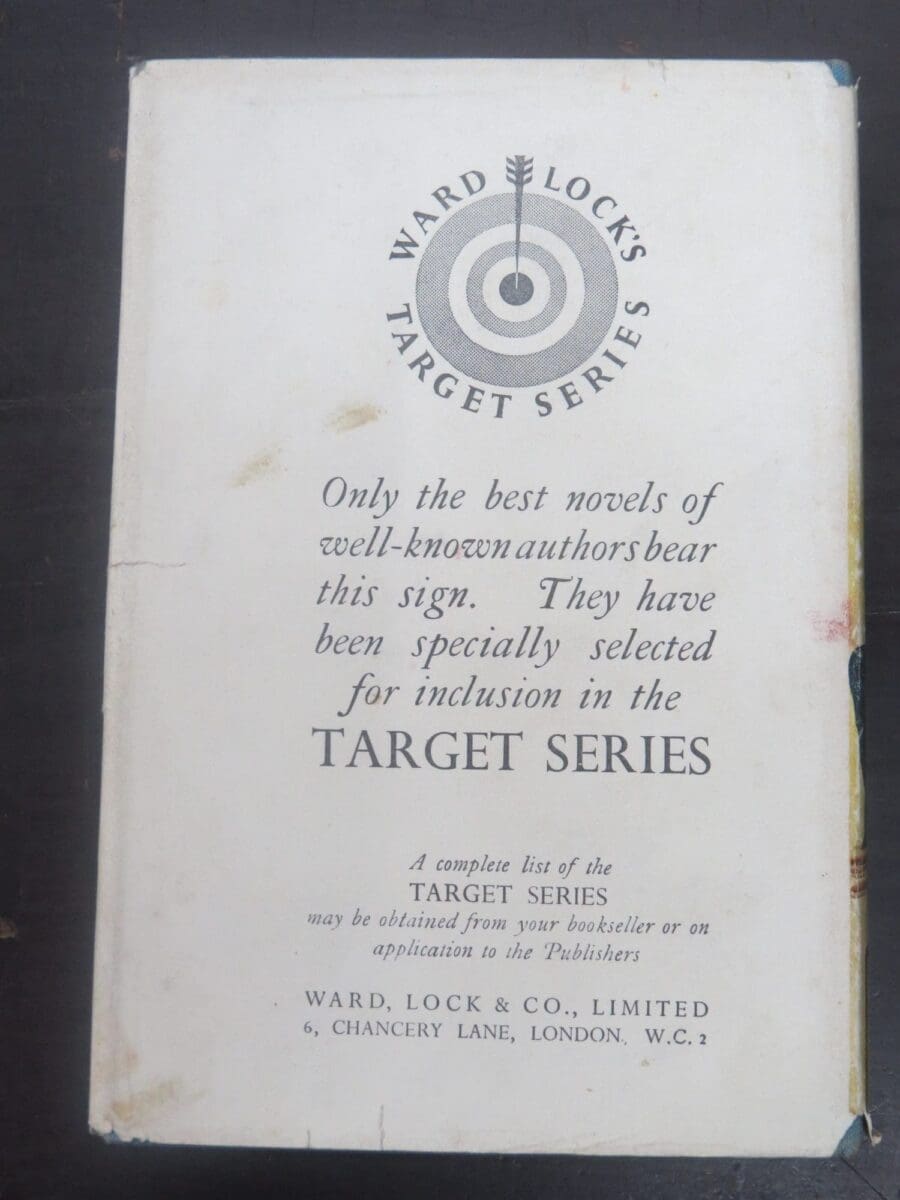 WARD LOCK'S
TARGET SERIES
Only the best novels of
well-known authors bear
this sign. They have
been specially selected
for inclusion in the
TARGET SERIES
A complete list of the
TARGET SERIES
may be obtained from your bookseller or on
application to the Publishers
WARD, LOCK & CO., LIMITED
6, CHANCERY LANE, LONDON, W.C. 2